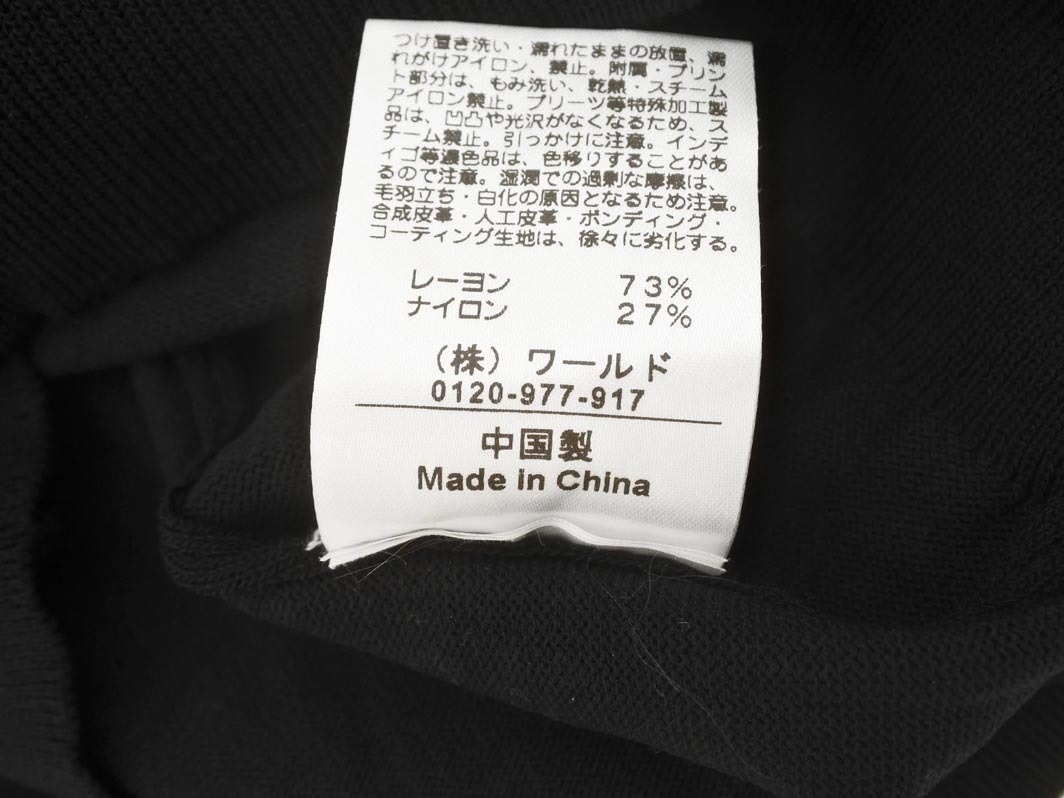 つけ置き洗い・濡れたままの放置、濡
れがけアイロン、禁止。附属・プリン
ト部分は、もみ洗い、乾熱・スチーム
アイロン禁止。プリーツ等特殊加工製
品は、凹凸や光沢がなくなるため、ス
チーム禁止。引っかけに注意。インデ
ィゴ等濃色品は、色移りすることがあ
るので注意。湿潤での過剰な摩擦は、
毛羽立ち・白化の原因となるため注意。
合成皮革・人工皮革・ボンディング・
コーティング生地は、徐々に劣化する。
レーヨン 73%
ナイロン 27%
（株）ワールド
0120-977-917
中国製
Made in China